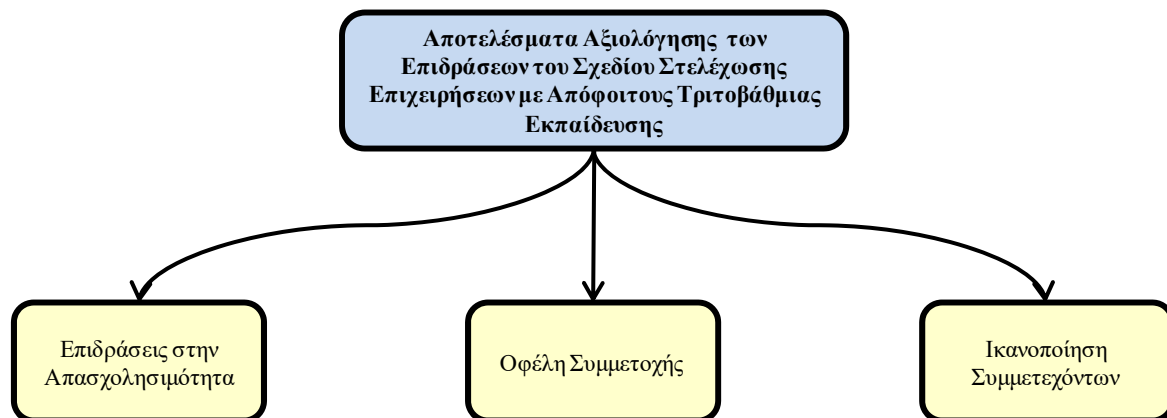 Αποτελέσματα Αξιολόγησης των
Επιδράσεων του Σχεδίου Στελέχωσης
Επιχειρήσεων με Απόφοιτους Τριτοβάθμιας
Εκπαίδευσης
Επιδράσεις στην
Απασχολησιμότητα
Οφέλη Συμμετοχής
Ικανοποίηση
Συμμετεχόντων